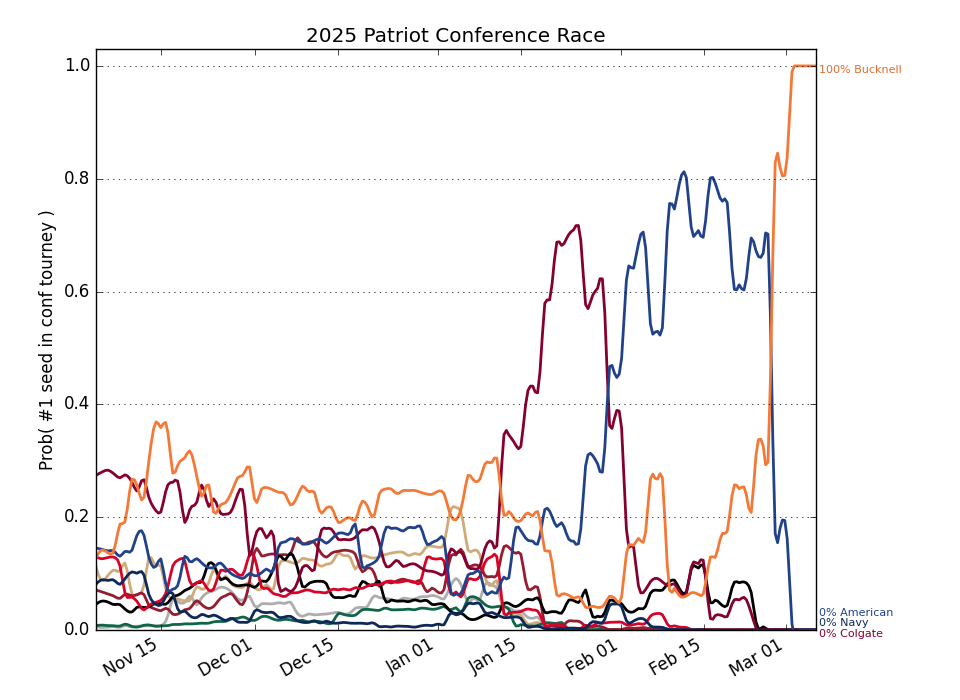 2025 Patriot Conference Race
Prob( #1 seed in conf tourney )
1.0
0.8
0.6
0.4
0.2
0.0
Nov 15
Dec 01
Dec 15
Jan 01
Jan 15
Feb 01
Feb 15
Mar 01
100% Bucknell
0% American
0% Navy
0% Colgate